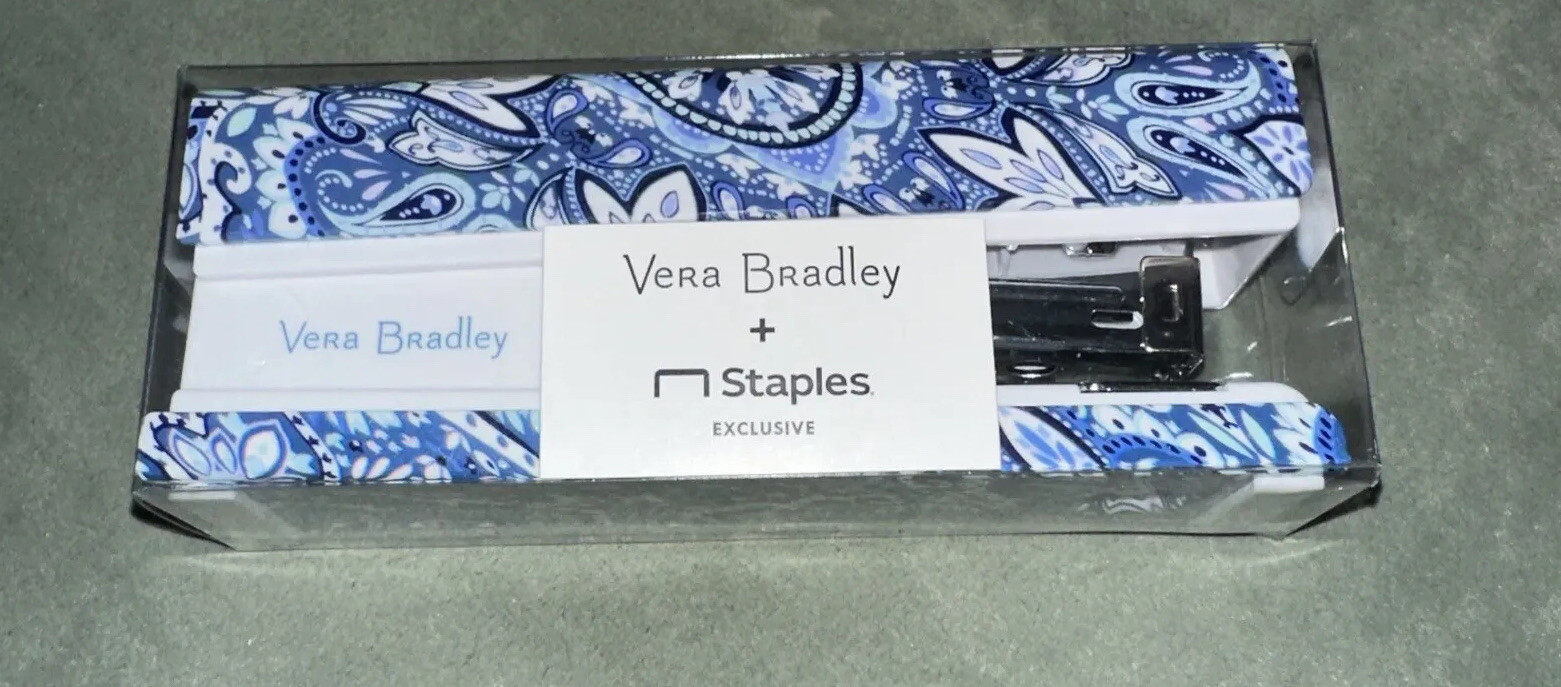 Vera Bradley
Vera Bradley
+
Staples.
EXCLUSIVE